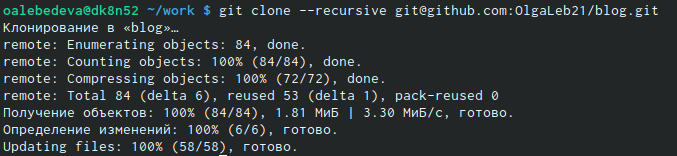 oalebedeva@dk8n52 ~/work $ git clone --recursive git@github.com:OlgaLeb21/blog.git
Клонирование в «blog»…
remote: Enumerating objects: 84, done.
remote: Counting objects: 100% (84/84), done.
remote: Compressing objects: 100% (72/72), done.
remote: Total 84 (delta 6), reused 53 (delta 1), pack-reused 0
Получение объектов: 100% (84/84), 1.81 МиБ | 3.30 МиБ/с, готово.
Определение изменений: 100% (6/6), готово.
Updating files: 100% (58/58), готово.